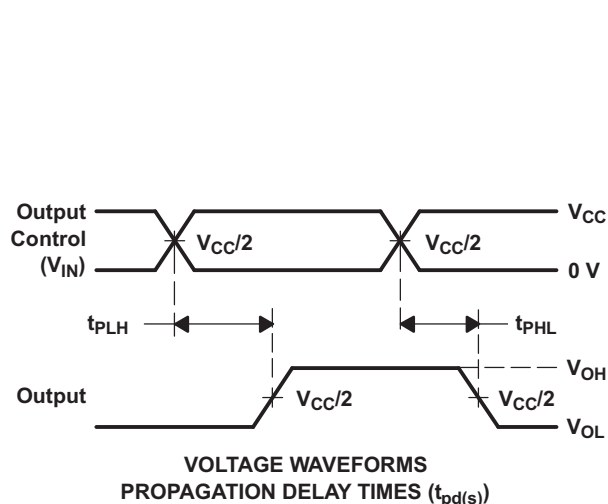 Output
Control
(VIN)
VCC/2
VCC/2
VCC
0 V
tPLH
tPHL
Output
VCC/2
VCC/2
VOH
VOL
VOLTAGE WAVEFORMS
PROPAGATION DELAY TIMES (tpd(s))